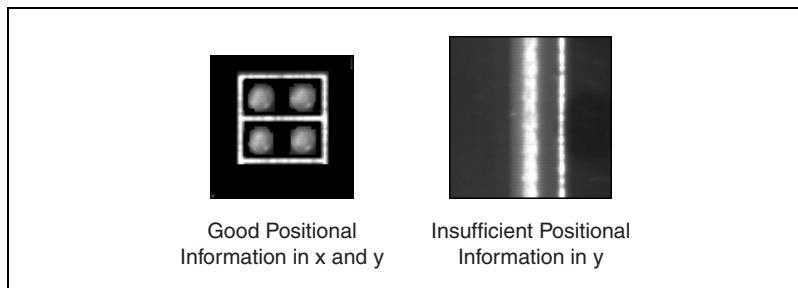 Good Positional
Information in x and y
Insufficient Positional
Information in y